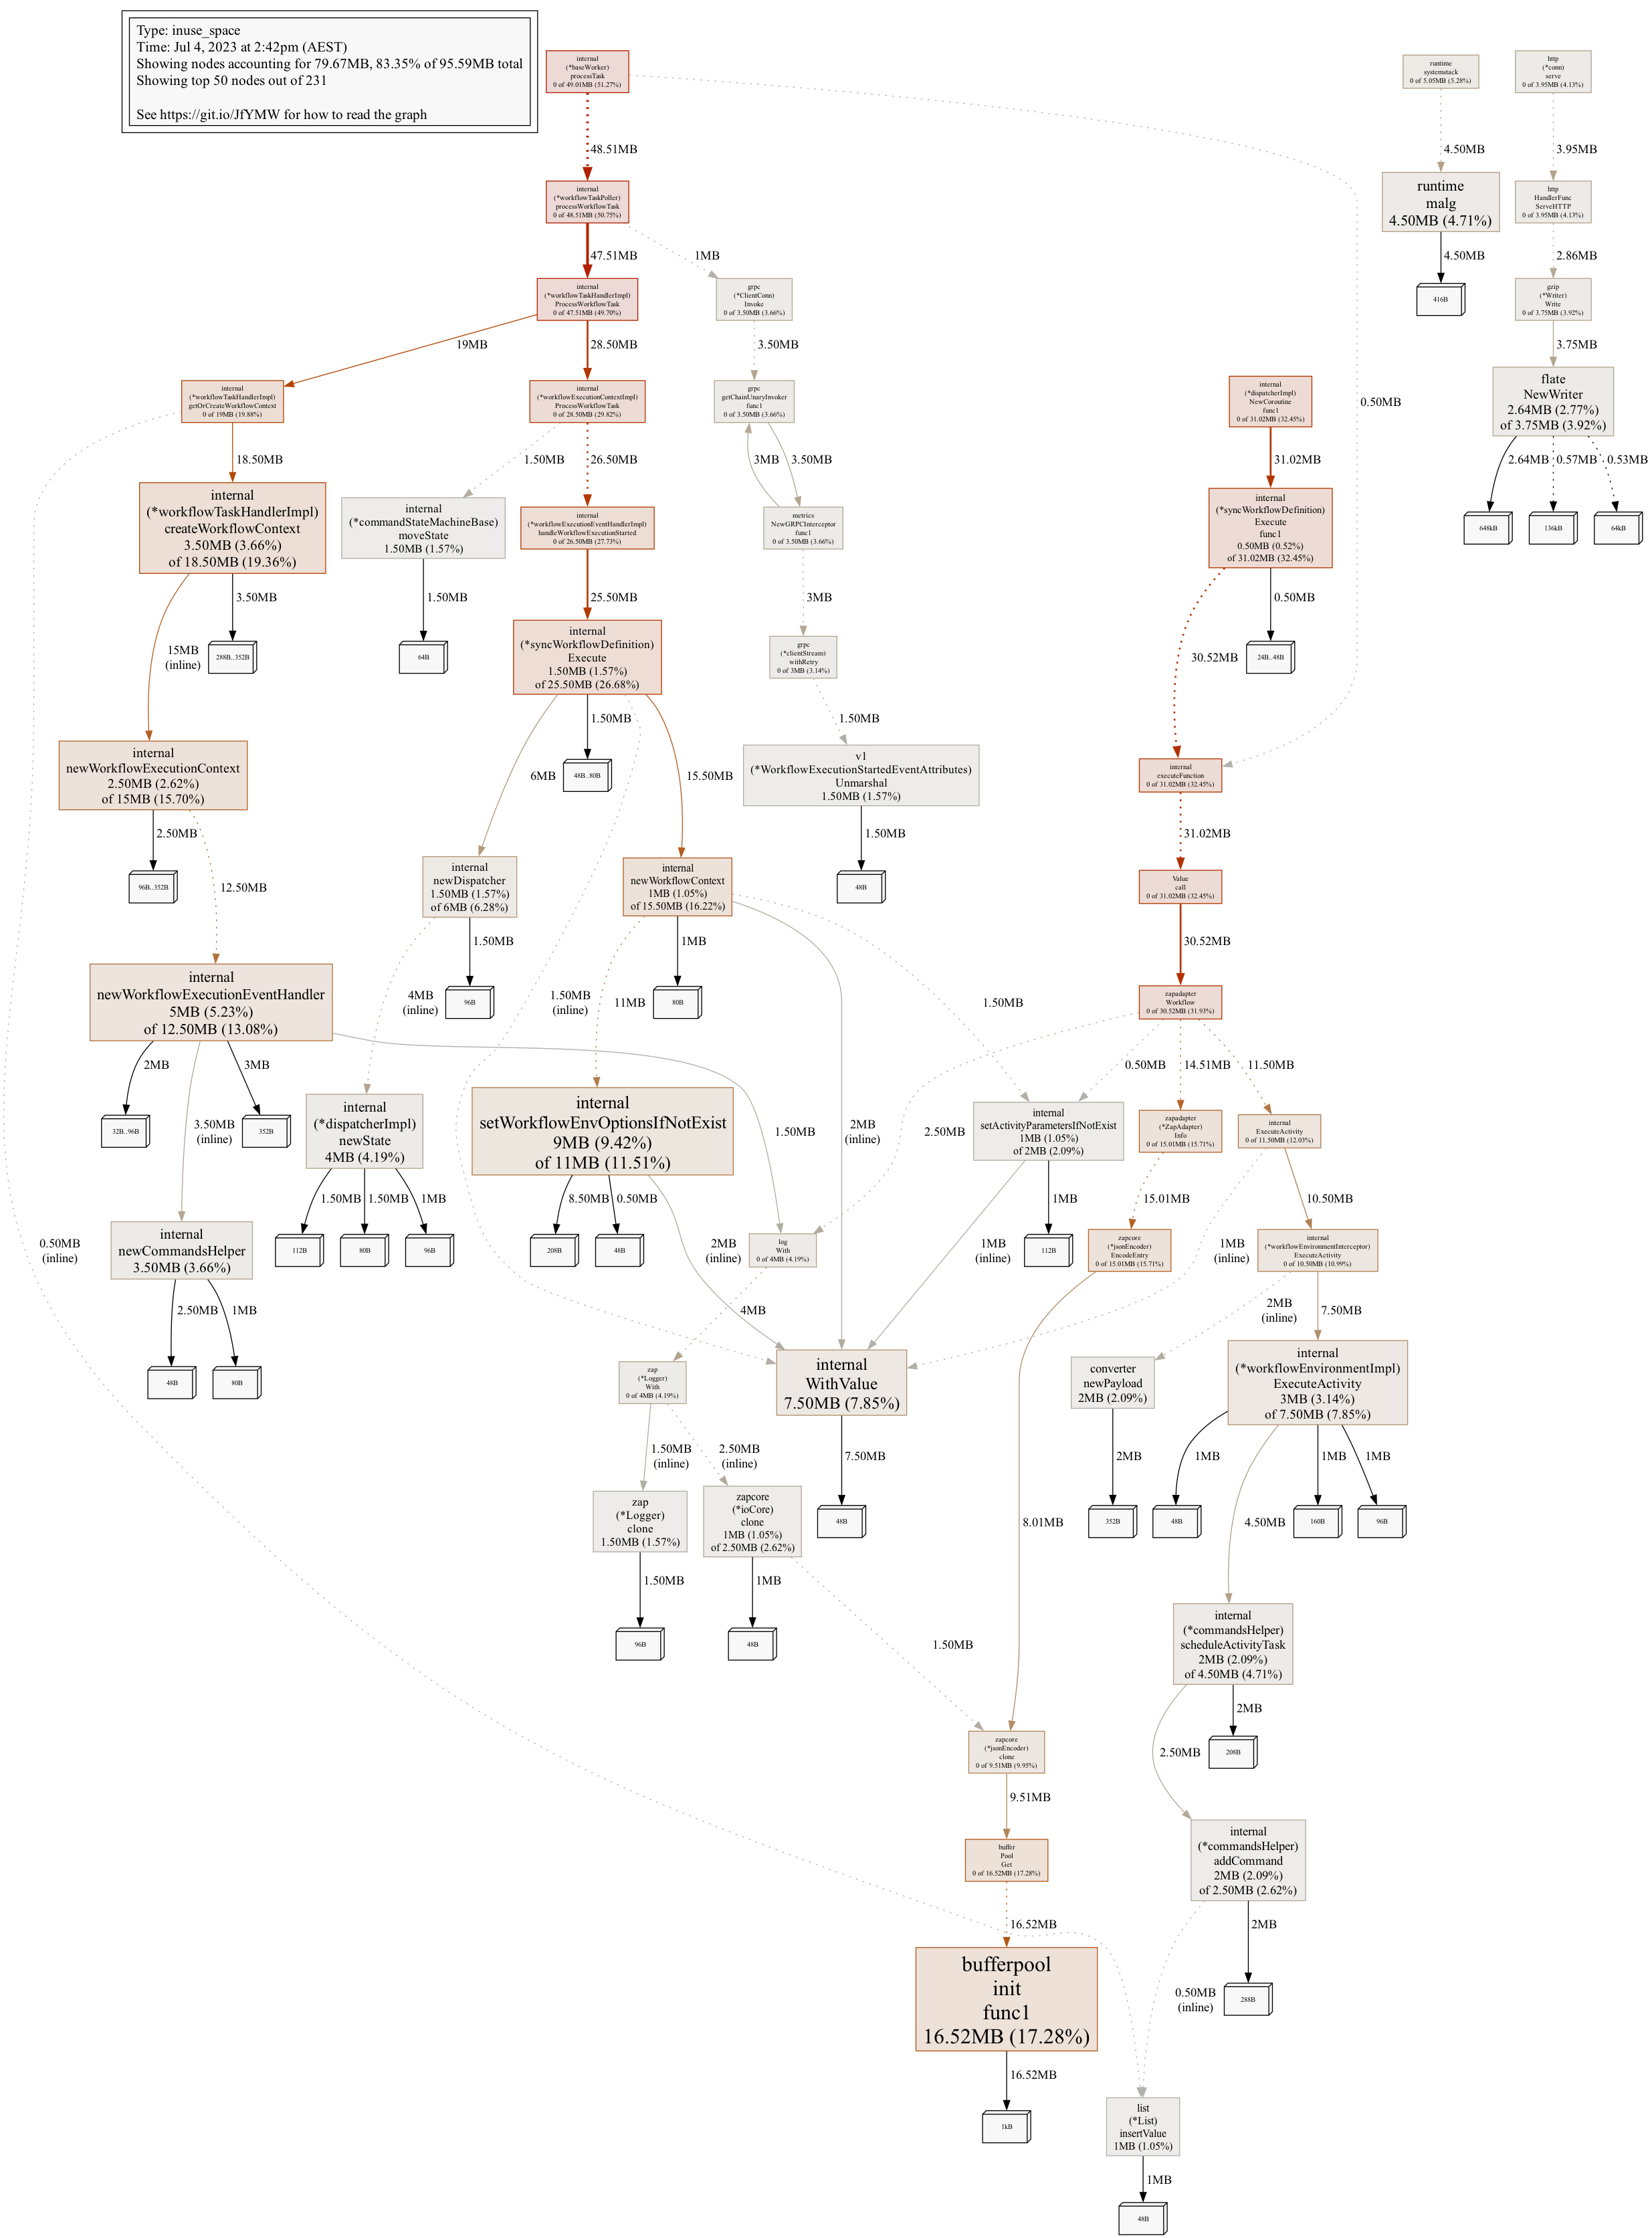 Type: inuse_space
Time: Jul 4, 2023 at 2:42pm (AEST)
Showing nodes accounting for 79.67MB, 83.35% of 95.59MB total
Showing top 50 nodes out of 231
See https://git.io/JfYMW for how to read the graph
internal
(*baseWorker)
processTask
0 of 49.01MB (51.27%)
runtime
systemstack
0 of 5.05MB (5.28%)
http
(*conn)
serve
0 of 3.95MB (4.13%)
48.51MB
4.50MB
3.95MB
internal
(*workflowTaskPoller)
processWorkflowTask
0 of 48.51MB (50.75%)
runtime
malg
4.50MB (4.71%)
http
HandlerFunc
ServeHTTP
0 of 3.95MB (4.13%)
47.51MB
1MB
4.50MB
2.86MB
internal
(*workflowTaskHandlerImpl)
ProcessWorkflowTask
0 of 47.51MB (49.70%)
grpc
(*ClientConn)
Invoke
0 of 3.50MB (3.66%)
416B
gzip
(*Writer)
Write
0 of 3.75MB (3.92%)
19MB
28.50MB
3.50MB
3.75MB
internal
(*workflowTaskHandlerImpl)
getOrCreateWorkflowContext
0 of 19MB (19.88%)
internal
(*workflowExecutionContextImpl)
ProcessWorkflowTask
0 of 28.50MB (29.82%)
grpc
getChainUnaryInvoker
func1
0 of 3.50MB (3.66%)
internal
(*dispatcherImpl)
NewCoroutine
func1
0 of 31.02MB (32.45%)
0.50MB
flate
NewWriter
2.64MB (2.77%)
of 3.75MB (3.92%)
18.50MB
1.50MB
26.50MB
3MB
3.50MB
31.02MB
2.64MB
0.57MB
0.53MB
internal
(*workflowTaskHandlerImpl)
createWorkflowContext
3.50MB (3.66%)
of 18.50MB (19.36%)
internal
(*commandStateMachineBase)
moveState
1.50MB (1.57%)
internal
(*workflowExecutionEventHandlerImpl)
handleWorkflowExecutionStarted
0 of 26.50MB (27.73%)
metrics
NewGRPCInterceptor
func1
0 of 3.50MB (3.66%)
internal
(*syncWorkflowDefinition)
Execute
func1
0.50MB (0.52%)
of 31.02MB (32.45%)
648kB
136kB
64kB
3.50MB
1.50MB
25.50MB
3MB
0.50MB
288B..352B
64B
internal
(*syncWorkflowDefinition)
Execute
1.50MB (1.57%)
of 25.50MB (26.68%)
grpc
(*clientStream)
withRetry
0 of 3MB (3.14%)
30.52MB
24B..48B
15MB
(inline)
1.50MB
1.50MB
internal
newWorkflowExecutionContext
2.50MB (2.62%)
of 15MB (15.70%)
6MB
48B..80B
15.50MB
v1
(*WorkflowExecutionStartedEventAttributes)
Unmarshal
1.50MB (1.57%)
internal
executeFunction
0 of 31.02MB (32.45%)
2.50MB
1.50MB
31.02MB
96B..352B
12.50MB
internal
newDispatcher
1.50MB (1.57%)
of 6MB (6.28%)
internal
newWorkflowContext
1MB (1.05%)
of 15.50MB (16.22%)
48B
Value
call
0 of 31.02MB (32.45%)
1.50MB
1MB
30.52MB
internal
newWorkflowExecutionEventHandler
5MB (5.23%)
of 12.50MB (13.08%)
4MB
(inline)
96B
1.50MB
(inline)
11MB
80B
1.50MB
zapadapter
Workflow
0 of 30.52MB (31.93%)
2MB
3MB
0.50MB
14.51MB
11.50MB
32B..96B
3.50MB
(inline)
352B
internal
(*dispatcherImpl)
newState
4MB (4.19%)
internal
setWorkflowEnvOptionsIfNotExist
9MB (9.42%)
of 11MB (11.51%)
1.50MB
2MB
(inline)
2.50MB
internal
setActivityParametersIfNotExist
1MB (1.05%)
of 2MB (2.09%)
zapadapter
(*ZapAdapter)
Info
0 of 15.01MB (15.71%)
internal
ExecuteActivity
0 of 11.50MB (12.03%)
1.50MB
1.50MB
1MB
8.50MB
0.50MB
1MB
15.01MB
10.50MB
0.50MB
(inline)
internal
newCommandsHelper
3.50MB (3.66%)
112B
80B
96B
208B
48B
2MB
(inline)
log
With
0 of 4MB (4.19%)
1MB
(inline)
112B
zapcore
(*jsonEncoder)
EncodeEntry
0 of 15.01MB (15.71%)
1MB
(inline)
internal
(*workflowEnvironmentInterceptor)
ExecuteActivity
0 of 10.50MB (10.99%)
2.50MB
1MB
4MB
2MB
(inline)
7.50MB
48B
80B
zap
(*Logger)
With
0 of 4MB (4.19%)
internal
WithValue
7.50MB (7.85%)
converter
newPayload
2MB (2.09%)
internal
(*workflowEnvironmentImpl)
ExecuteActivity
3MB (3.14%)
of 7.50MB (7.85%)
1.50MB
(inline)
2.50MB
(inline)
7.50MB
2MB
1MB
1MB
1MB
zap
(*Logger)
clone
1.50MB (1.57%)
zapcore
(*ioCore)
clone
1MB (1.05%)
of 2.50MB (2.62%)
48B
8.01MB
352B
48B
4.50MB
160B
96B
1.50MB
1MB
96B
48B
1.50MB
internal
(*commandsHelper)
scheduleActivityTask
2MB (2.09%)
of 4.50MB (4.71%)
2MB
zapcore
(*jsonEncoder)
clone
0 of 9.51MB (9.95%)
2.50MB
208B
9.51MB
buffer
Pool
Get
0 of 16.52MB (17.28%)
internal
(*commandsHelper)
addCommand
2MB (2.09%)
of 2.50MB (2.62%)
16.52MB
2MB
bufferpool
init
func1
16.52MB (17.28%)
0.50MB
(inline)
288B
16.52MB
1kB
list
(*List)
insertValue
1MB (1.05%)
1MB
48B